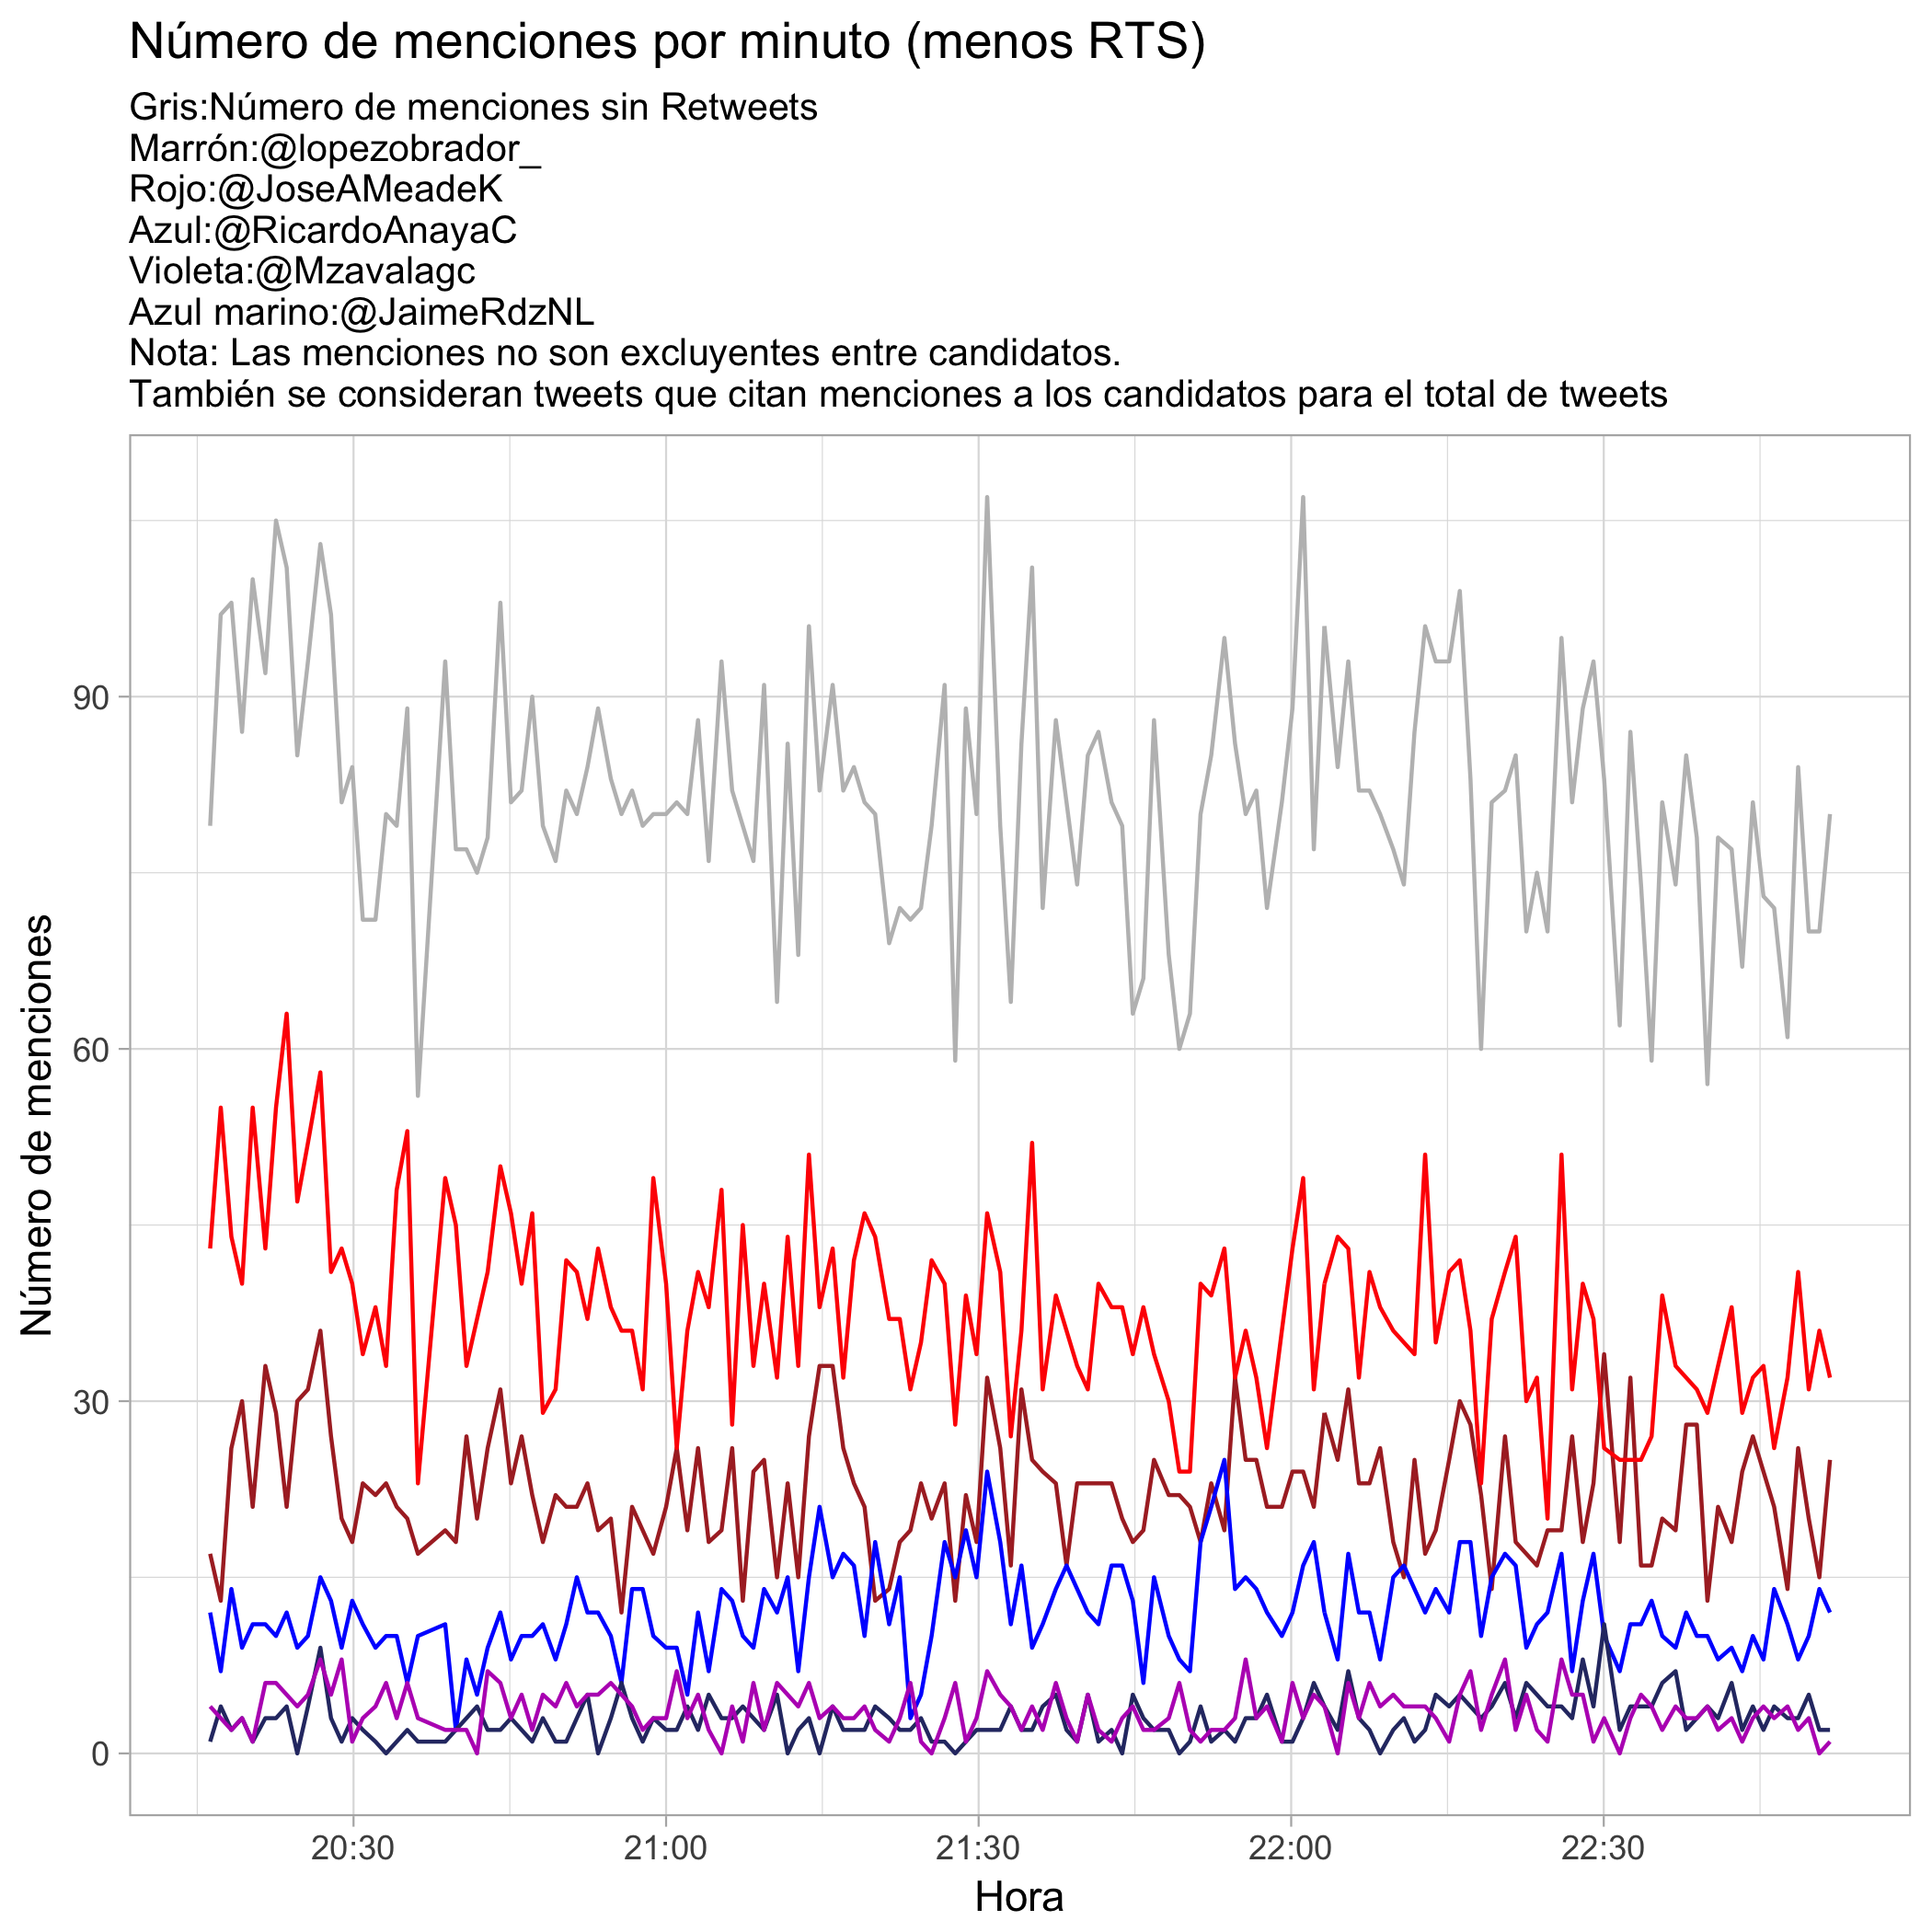 Número de menciones por minuto (menos RTS)
Gris:Número de menciones sin Retweets
Marrón:@lopezobrador_
Rojo:@JoseAMeadeK
Azul:@RicardoAnayaC
Violeta:@Mzavalagc
Azul marino:@JaimeRdzNL
Nota: Las menciones no son excluyentes entre candidatos.
También se consideran tweets que citan menciones a los candidatos para el total de tweets
Número de menciones
90
60
30
0
20:30
21:00
21:30
22:00
22:30
Hora